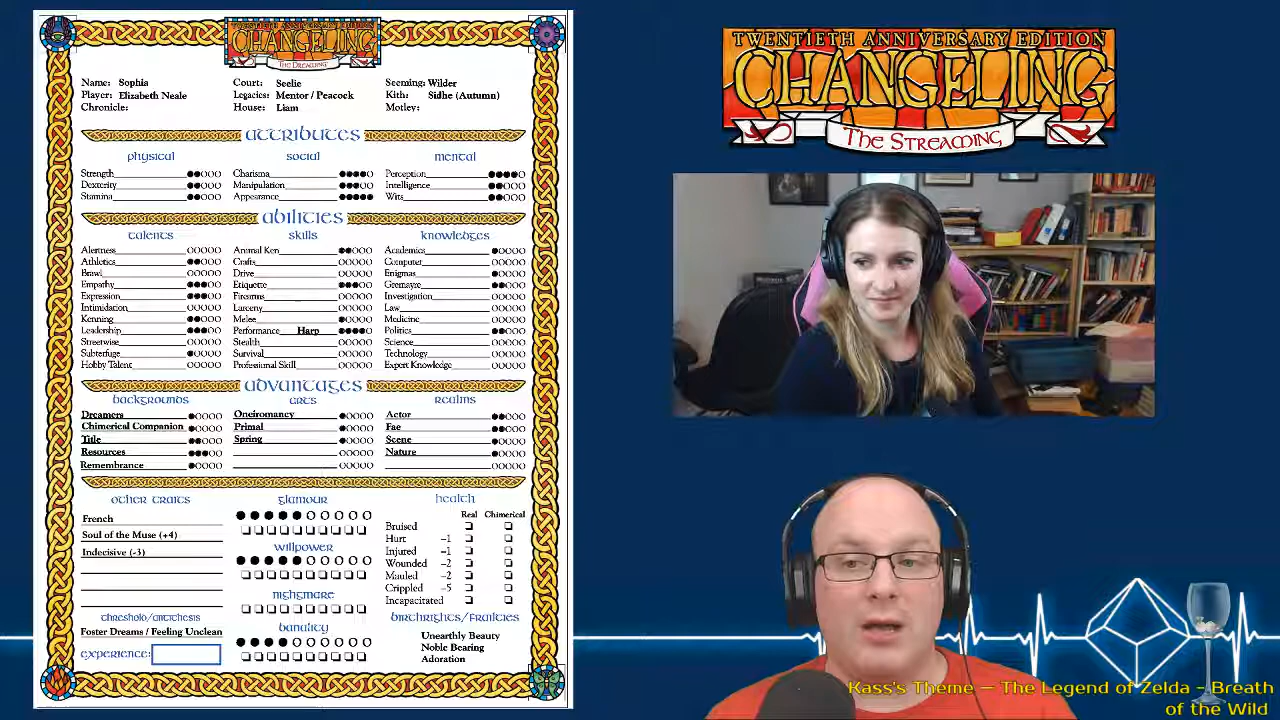 TWENTIETH ANNIVERSARY EDITION
CHANGELING
The Dreaming
Name: Sophia Court: Seelie Seeming: Wilder
Player: Elizabeth Neale Legacies: Mentor / Peacock Kith: Sidhe (Autumn)
Chronicle: House: Liam Motley:
attributes
physical social mental
Strength Charisma Perception
Dexterity Manipulation Intelligence
Stamina Appearance Wits
abilities
talents skills knowledges
Alertness Animal Ken Academics
Athletics Crafts Computer
Brawl Drive Enigmas
Empathy Etiquette Gremayre
Expression Firearms Investigation
Intimidation Larceny Law
Kenning Melee Medicine
Leadership Performance Harp Politics
Streetwise Stealth Science
Subterfuge Survival Technology
Hobby Talent Professional Skill Expert Knowledge
advantages
backgrounds arts realms
Dreamers Oneiromancy Actor
Chimerical Companion Primal Fae
Title Spring Scene
Resources Nature
Remembrance
other traits glamour health
Real Chimerical
French Bruised
Soul of the Muse (+4) Hurt -1
Indecisive (-3) willpower Injured -1
Wounded -2
Mauled -2
nightmare Crippled -5
Incapacitated
threshold/antithesis banality birthrights/frailties
Foster Dreams / Feeling Unclean Unearthly Beauty
experience: Noble Bearing
Adoration
TWENTIETH ANNIVERSARY EDITION
CHANGELING
The Streaming
Kass's Theme – The Legend of Zelda - Breath
of the Wild